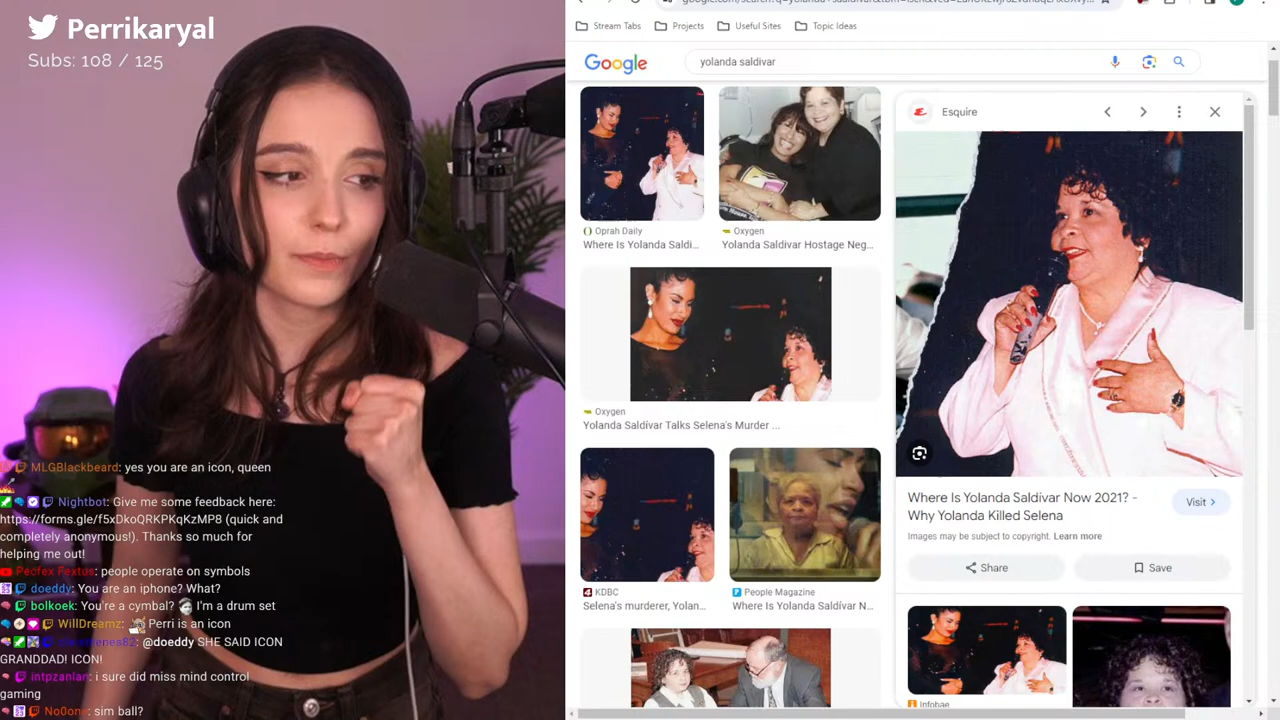 Perrikaryal
Subs: 108 / 125
MLGBlackbeard: yes you are an icon, queen
Nightbot: Give me some feedback here:
https://forms.gle/f5xDkoQRKPKqKzMP8 (quick and
completely anonymous!). Thanks so much for
helping me out!
people operate on symbols
doeddy: You are an iphone? What?
bolkoek: You're a cymbal? I'm a drum set
WillDreamz: Perri is an icon
@doeddy SHE SAID ICON
GRANDDAD! ICON!
intpzanian: i sure did miss mind control
gaming
sim ball?
Stream Tabs
Projects
Useful Sites
Topic Ideas
Google
yolanda saldivar
Oprah Daily
Where Is Yolanda Saldi...
Oxygen
Yolanda Saldivar Hostage Neg...
Oxygen
Yolanda Saldívar Talks Selena's Murder ...
KDBC
Selena's murderer, Yolan...
People Magazine
Where Is Yolanda Saldívar N...
Esquire
Where Is Yolanda Saldivar Now 2021? -
Why Yolanda Killed Selena
Visit >
Images may be subject to copyright. Learn more
Share
Save
Infobae